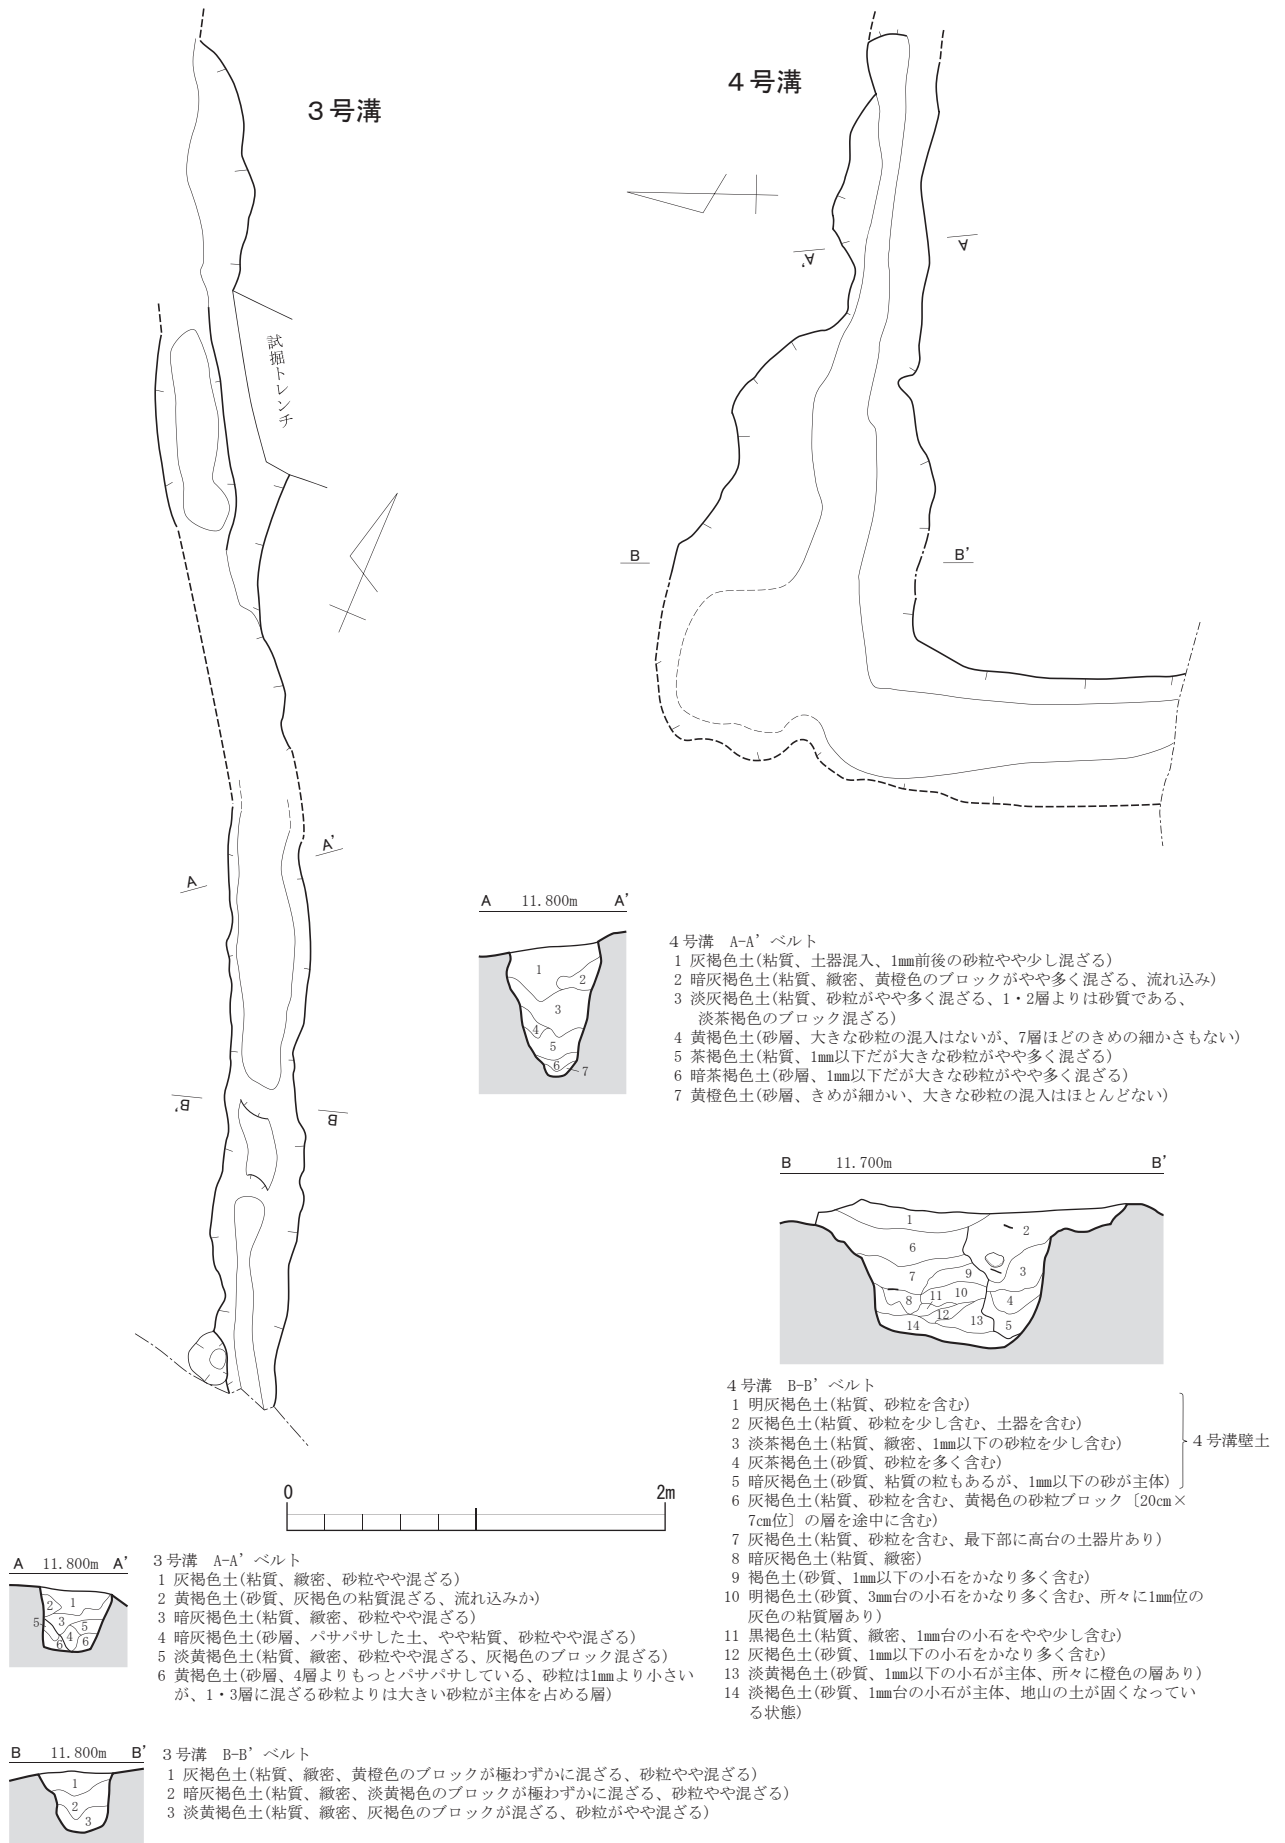 3号溝
4号溝
試掘トレンチ
A
A'
B'
B
A'
A
B
B'
A 11.800m A'
1
2
3
4
5
6
7
4号溝 A-A’ベルト
1 灰褐色土(粘質、土器混入、1㎜前後の砂粒やや少し混ざる)
2 暗灰褐色土(粘質、緻密、黄橙色のブロックがやや多く混ざる、流れ込み)
3 淡灰褐色土(粘質、砂粒がやや多く混ざる、1・2層よりは砂質である、
淡茶褐色のブロック混ざる)
4 黄褐色土(砂層、大きな砂粒の混入はないが、7層ほどのきめの細かさもない)
5 茶褐色土(粘質、1㎜以下だが大きな砂粒がやや多く混ざる)
6 暗茶褐色土(砂層、1㎜以下だが大きな砂粒がやや多く混ざる)
7 黄橙色土(砂層、きめが細かい、大きな砂粒の混入はほとんどない)
B 11.700m B'
1
2
6
3
7
9
8
11
10
4
12
14
13
5
4号溝 B-B’ベルト
1 明灰褐色土(粘質、砂粒を含む)
2 灰褐色土(粘質、砂粒を少し含む、土器を含む)
3 淡茶褐色土(粘質、緻密、1㎜以下の砂粒を少し含む)
4 灰茶褐色土(砂質、砂粒を多く含む)
5 暗灰褐色土(砂質、粘質の粒もあるが、1㎜以下の砂が主体)
4号溝壁土
6 灰褐色土(粘質、砂粒を含む、黄褐色の砂粒ブロック〔20㎝×
7㎝位〕の層を途中に含む)
7 灰褐色土(粘質、砂粒を含む、最下部に高台の土器片あり)
8 暗灰褐色土(粘質、緻密)
9 褐色土(砂質、1㎜以下の小石をかなり多く含む)
10 明褐色土(砂質、3㎜台の小石をかなり多く含む、所々に1㎜位の
灰色の粘質層あり)
11 黒褐色土(粘質、緻密、1㎜台の小石をやや少し含む)
12 灰褐色土(砂質、1㎜以下の小石をかなり多く含む)
13 淡黄褐色土(砂質、1㎜以下の小石が主体、所々に橙色の層あり)
14 淡褐色土(砂質、1㎜台の小石が主体、地山の土が固くなってい
る状態)
0 2m
A 11.800m A'
2
1
5
3
5
4
6
6
3号溝 A-A’ベルト
1 灰褐色土(粘質、緻密、砂粒やや混ざる)
2 黄褐色土(砂質、灰褐色の粘質混ざる、流れ込みか)
3 暗灰褐色土(粘質、緻密、砂粒やや混ざる)
4 暗灰褐色土(砂層、パサパサした土、やや粘質、砂粒やや混ざる)
5 淡黄褐色土(粘質、緻密、砂粒やや混ざる、灰褐色のブロック混ざる)
6 黄褐色土(砂層、4層よりもっとパサパサしている、砂粒は1㎜より小さい
が、1・3層に混ざる砂粒よりは大きい砂粒が主体を占める層)
B 11.800m B'
1
2
3
3号溝 B-B’ベルト
1 灰褐色土(粘質、緻密、黄橙色のブロックが極わずかに混ざる、砂粒やや混ざる)
2 暗灰褐色土(粘質、緻密、淡黄褐色のブロックが極わずかに混ざる、砂粒やや混ざる)
3 淡黄褐色土(粘質、緻密、灰褐色のブロックが混ざる、砂粒がやや混ざる)